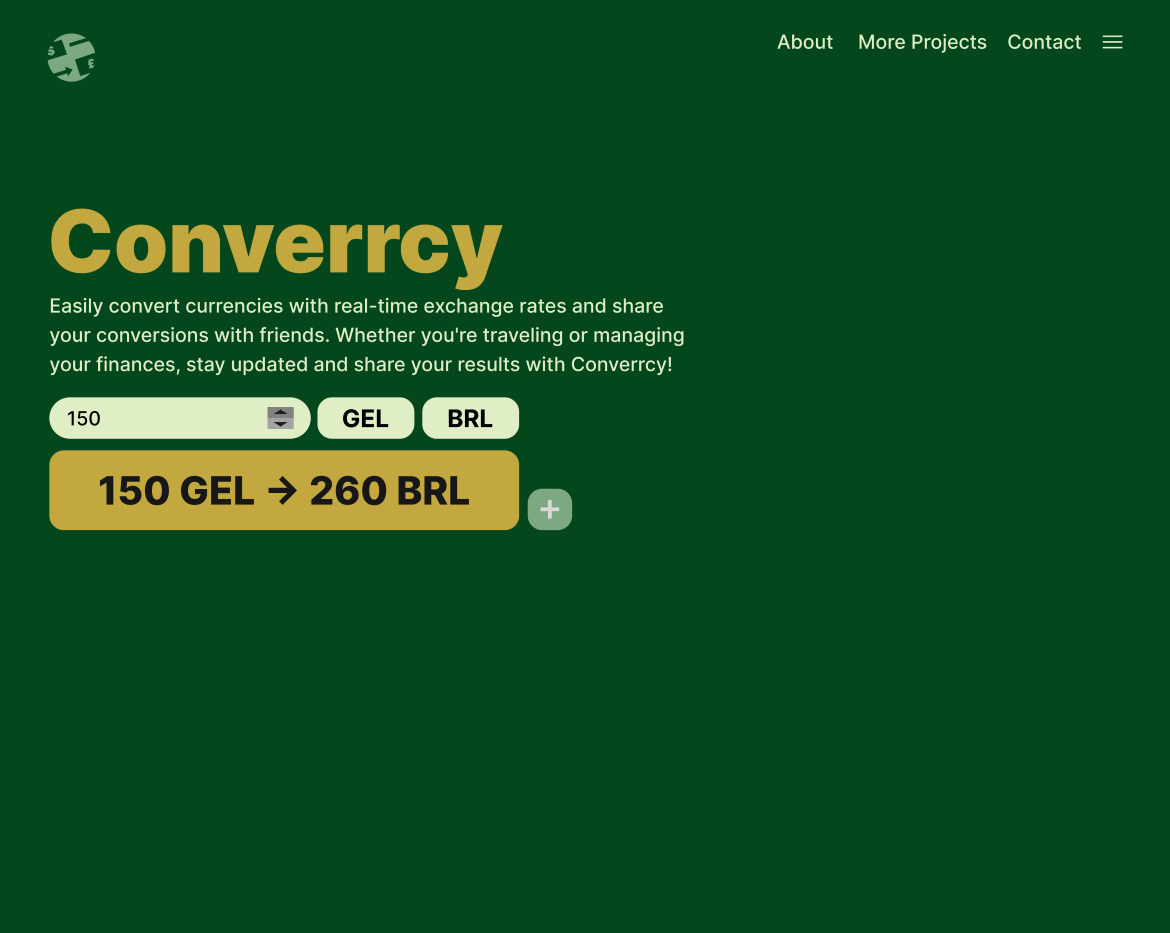 $
£
About More Projects Contact
Converrcy
Easily convert currencies with real-time exchange rates and share
your conversions with friends. Whether you're traveling or managing
your finances, stay updated and share your results with Converrcy!
150 GEL BRL
150 GEL → 260 BRL
+